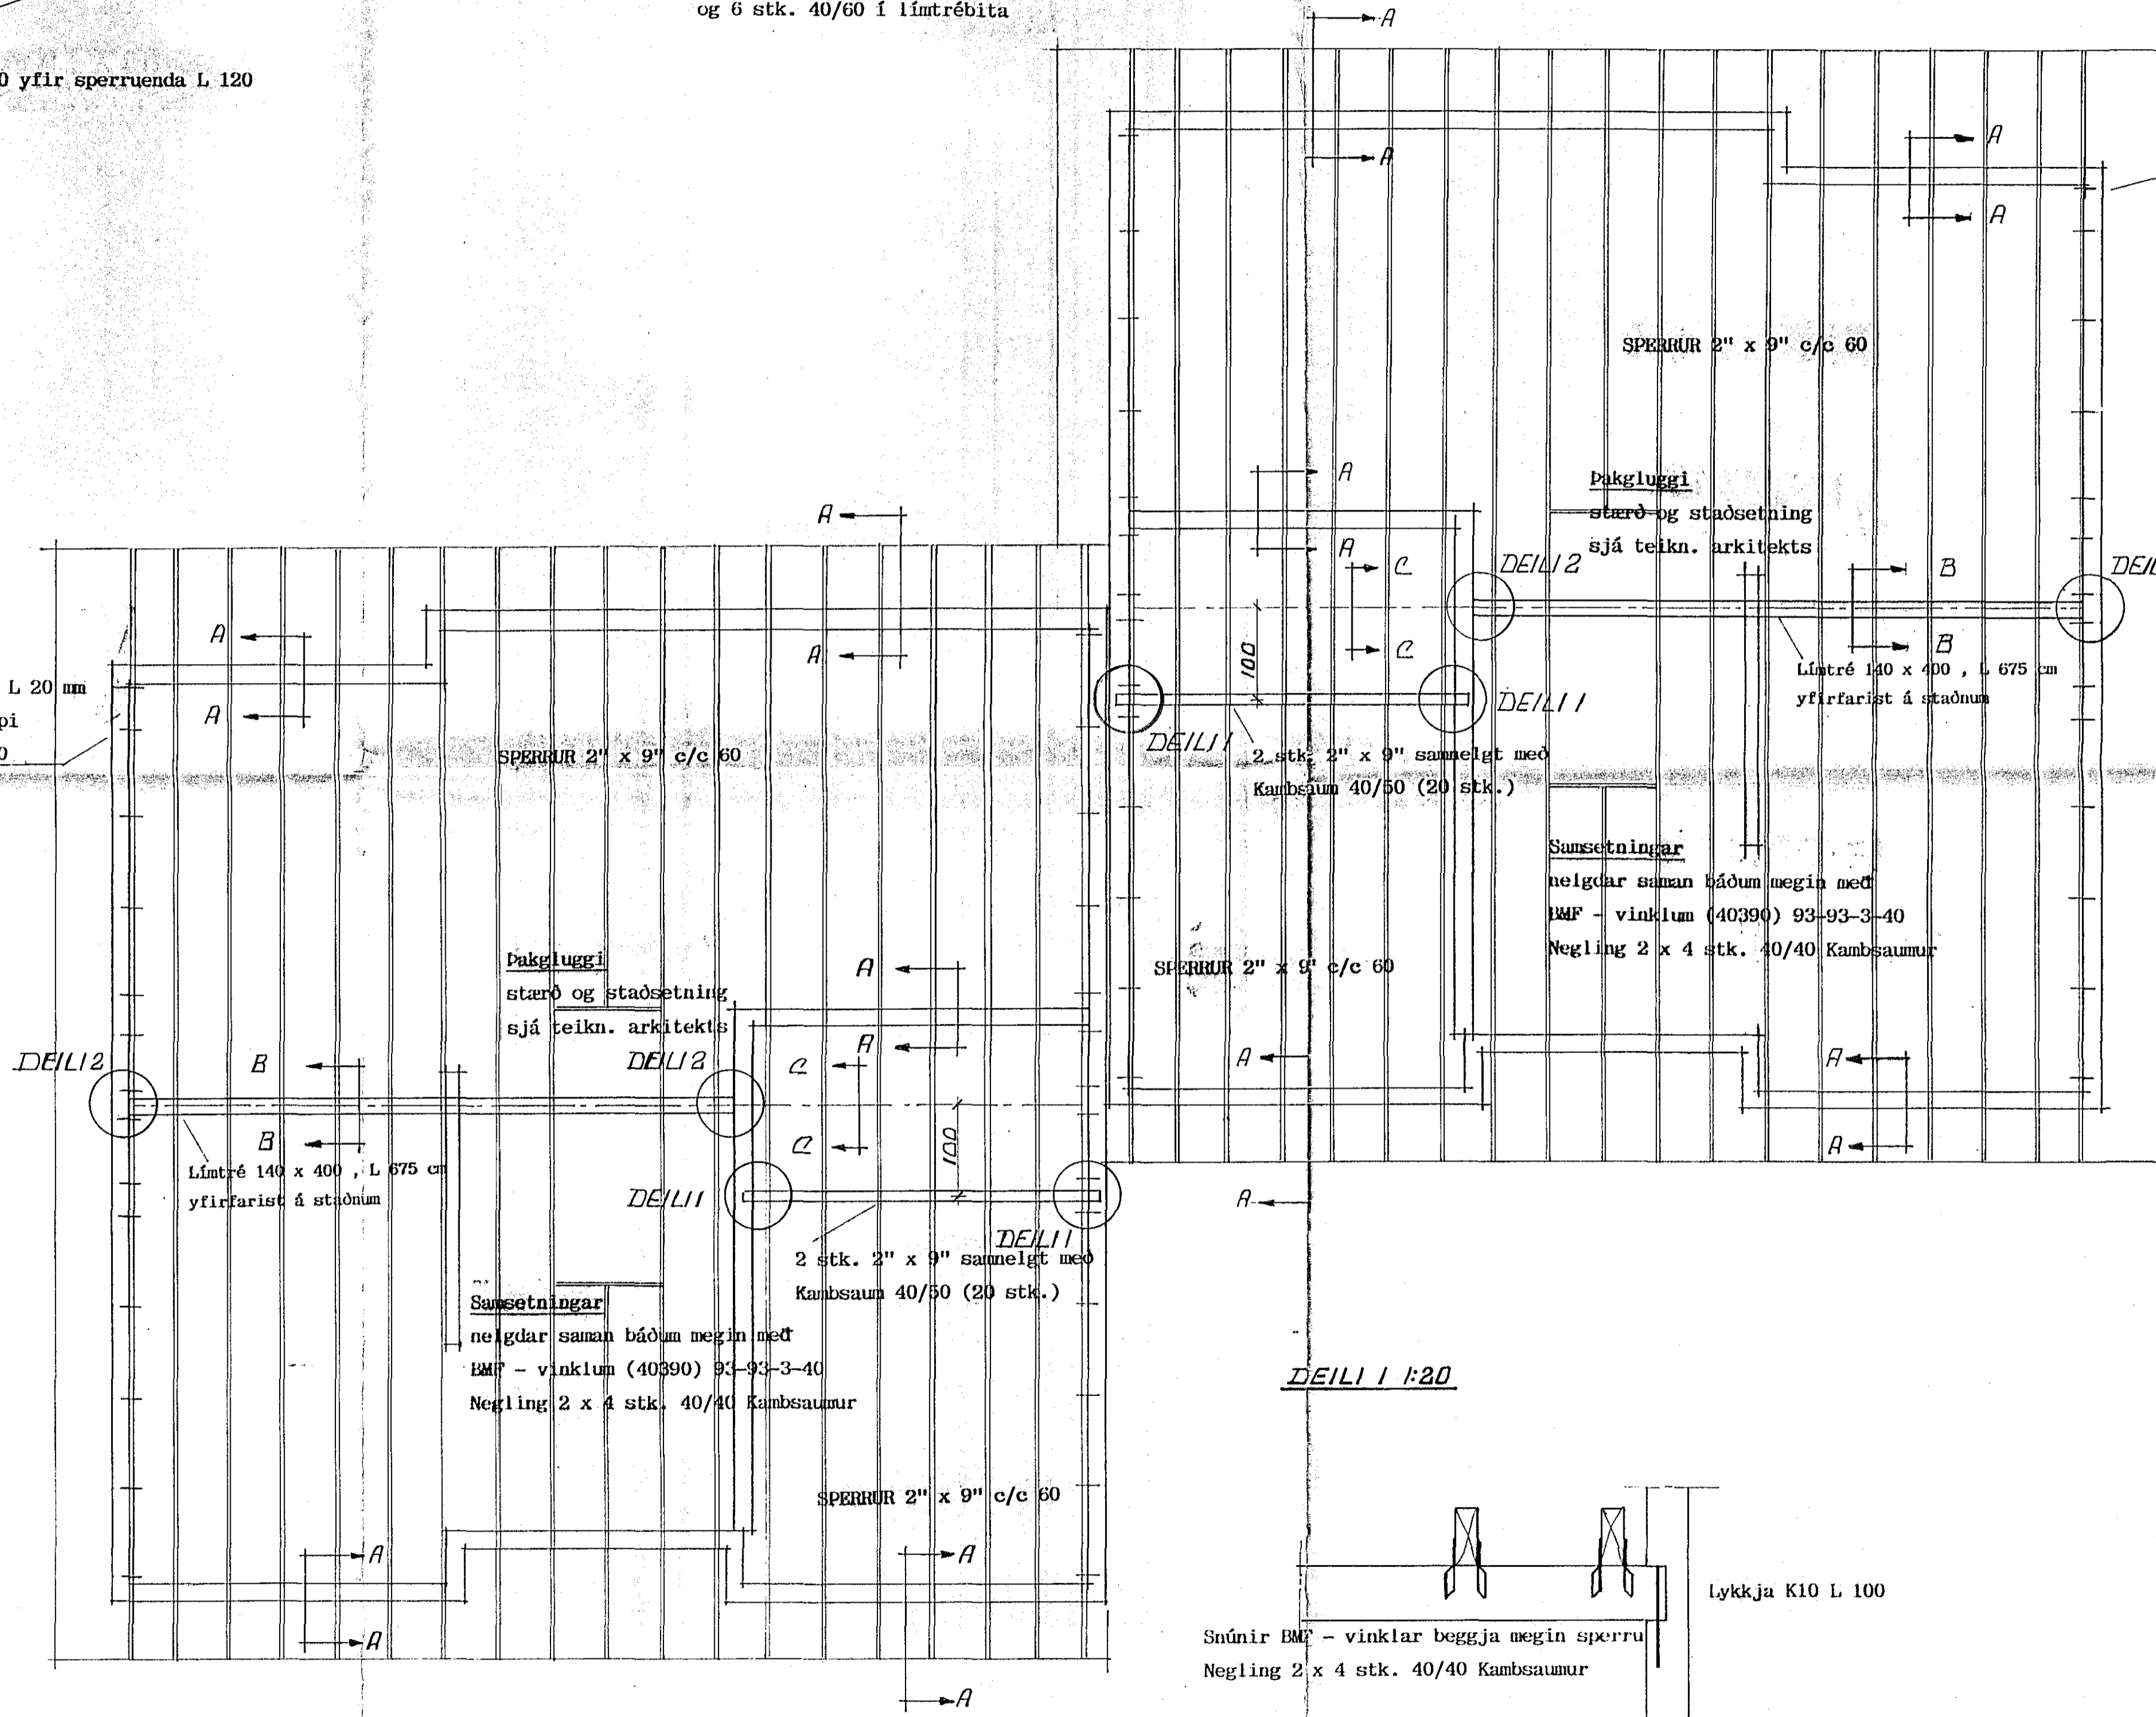 og 6 stk. 40/60 í límtrébita
yfir sperruenda L 120
A
A
A
A
SPERRUR 2" x 9" c/c 60
A
A
Þakgluggi
stærð og staðsetning
sjá teikn. arkitekts
C
C
DEILI 2
B
B
100
DEILI 1
DEILI 1
Límtré 140 x 400 , L 675 cm
yfirfarist á staðnum
2 stk. 2" x 9" samnelgt með
Kambsaum 40/50 (20 stk.)
Samsetningar
nelgdar saman báðum megin með
BMF - vinklum (40390) 93-93-3-40
Negling 2 x 4 stk. 40/40 Kambsaumur
SPERRUR 2" x 9" c/c 60
A
A
A
A
A
A
A
A
L 20 mm
SPERRUR 2" x 9" c/c 60
Þakgluggi
stærð og staðsetning
sjá teikn. arkitekts
A
A
DEILI 2
B
B
DEILI 2
C
C
100
Límtré 140 x 400 , L 675 cm
yfirfarist á staðnum
DEILI 1
DEILI 1
2 stk. 2" x 9" samnelgt með
Kambsaum 40/50 (20 stk.)
Samsetningar
nelgdar saman báðum megin með
BMF - vinklum (40390) 93-93-3-40
Negling 2 x 4 stk. 40/40 Kambsaumur
SPERRUR 2" x 9" c/c 60
A
A
A
A
DEILI 1 1:20
Lykkja K10 L 100
Snúnir BMF - vinklar beggja megin sperru
Negling 2 x 4 stk. 40/40 Kambsaumur